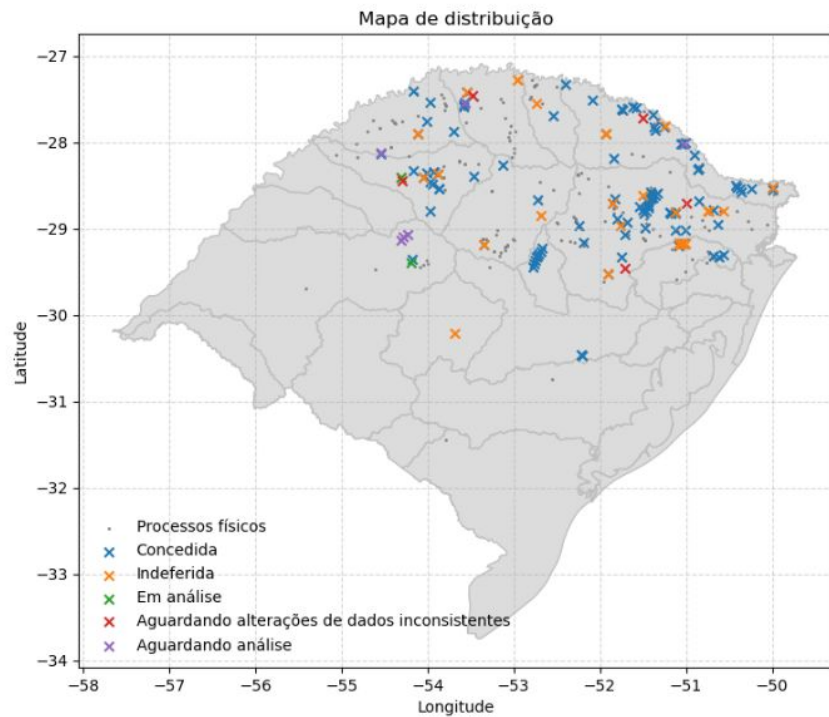 Mapa de distribuição
−27
−28
−29
−30
−31
−32
−33
−34
Latitude
Processos físicos
Concedida
Indeferida
Em análise
Aguardando alterações de dados inconsistentes
Aguardando análise
−58
−57
−56
−55
−54
−53
−52
−51
−50
Longitude